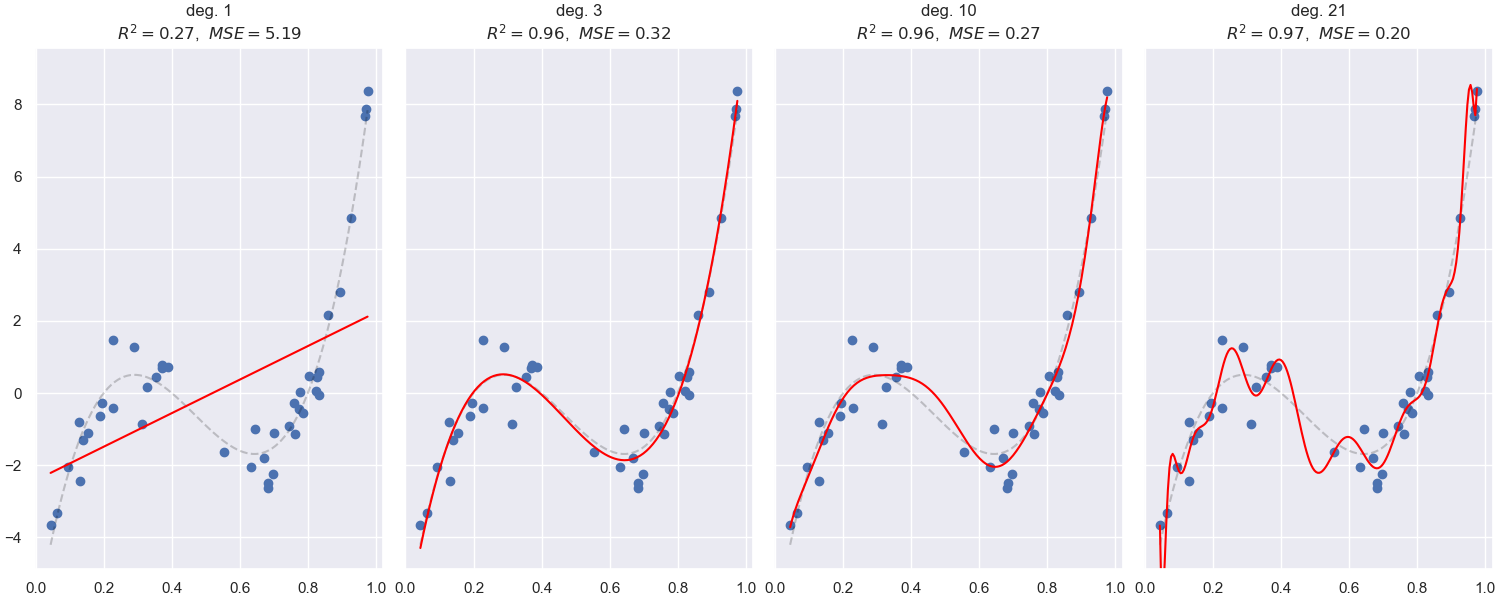 deg. 1
R² = 0.27, MSE = 5.19
deg. 3
R² = 0.96, MSE = 0.32
deg. 10
R² = 0.96, MSE = 0.27
deg. 21
R² = 0.97, MSE = 0.20
8
6
4
2
0
−2
−4
0.0 0.2 0.4 0.6 0.8 1.0
0.0 0.2 0.4 0.6 0.8 1.0
0.0 0.2 0.4 0.6 0.8 1.0
0.0 0.2 0.4 0.6 0.8 1.0